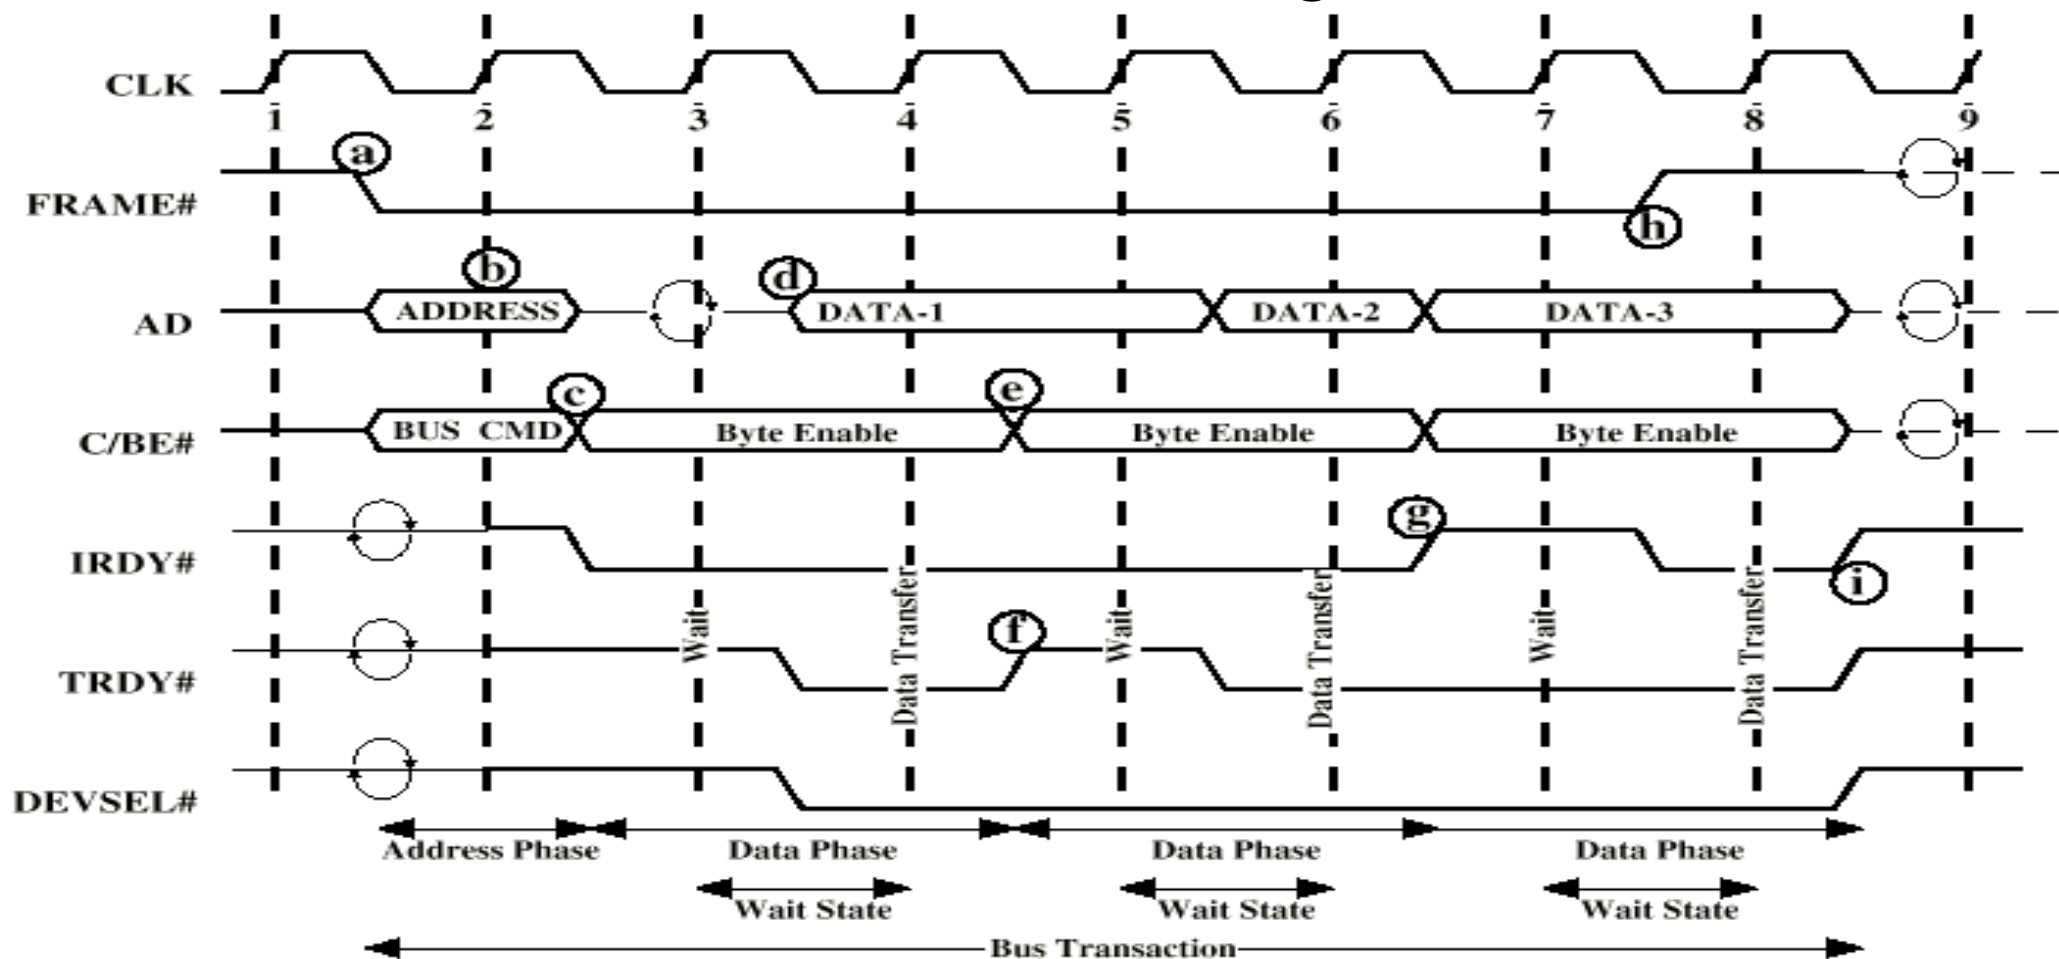 CLK
1 2 3 4 5 6 7 8 9
a
FRAME#
h
b
d
AD ADDRESS DATA-1 DATA-2 DATA-3
c
e
C/BE# BUS CMD Byte Enable Byte Enable Byte Enable
g
IRDY#
i
Wait Data Transfer Wait Data Transfer Wait Data Transfer
f
TRDY#
DEVSEL#
Address Phase Data Phase Data Phase Data Phase
Wait State Wait State Wait State
Bus Transaction